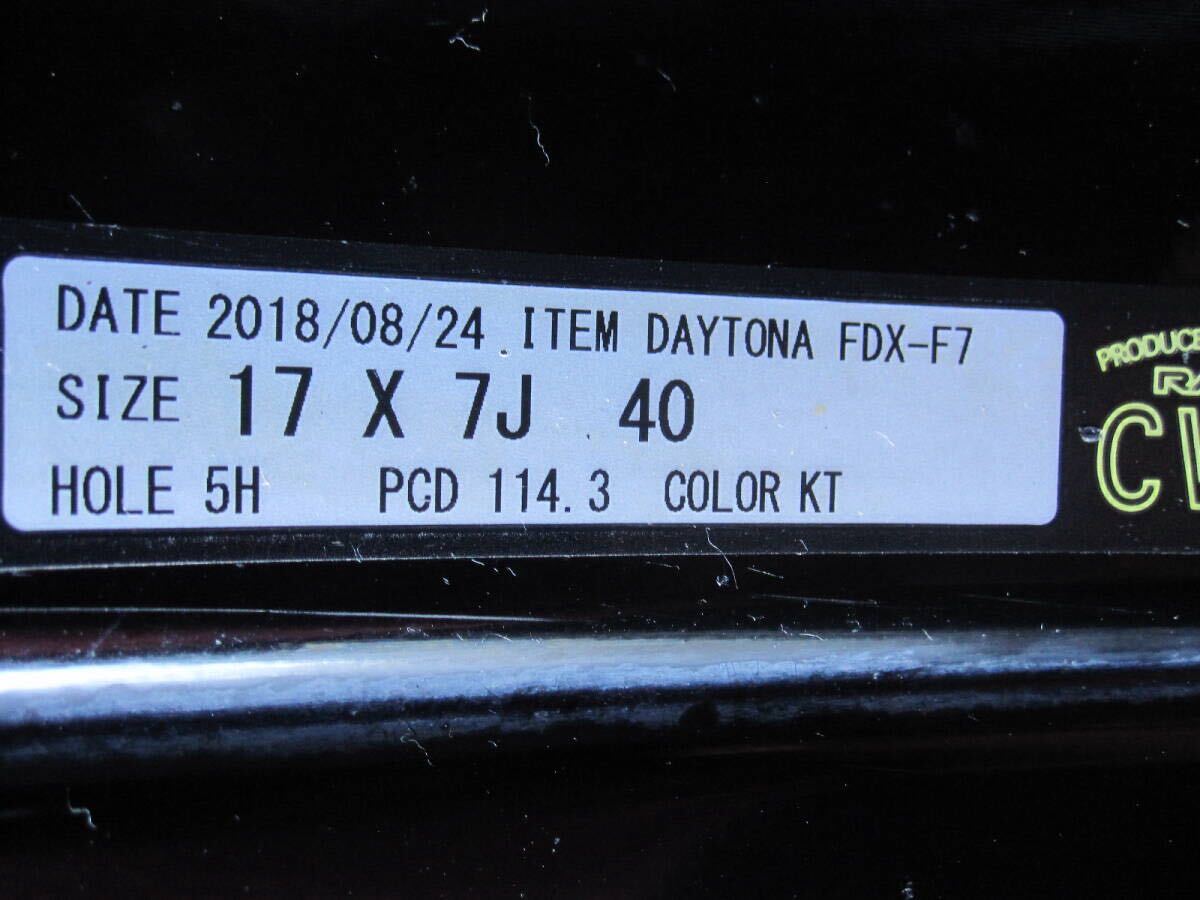 DATE 2018/08/24 ITEM DAYTONA FDX-F7
SIZE 17 X 7J 40
HOLE 5H PCD 114.3 COLOR KT